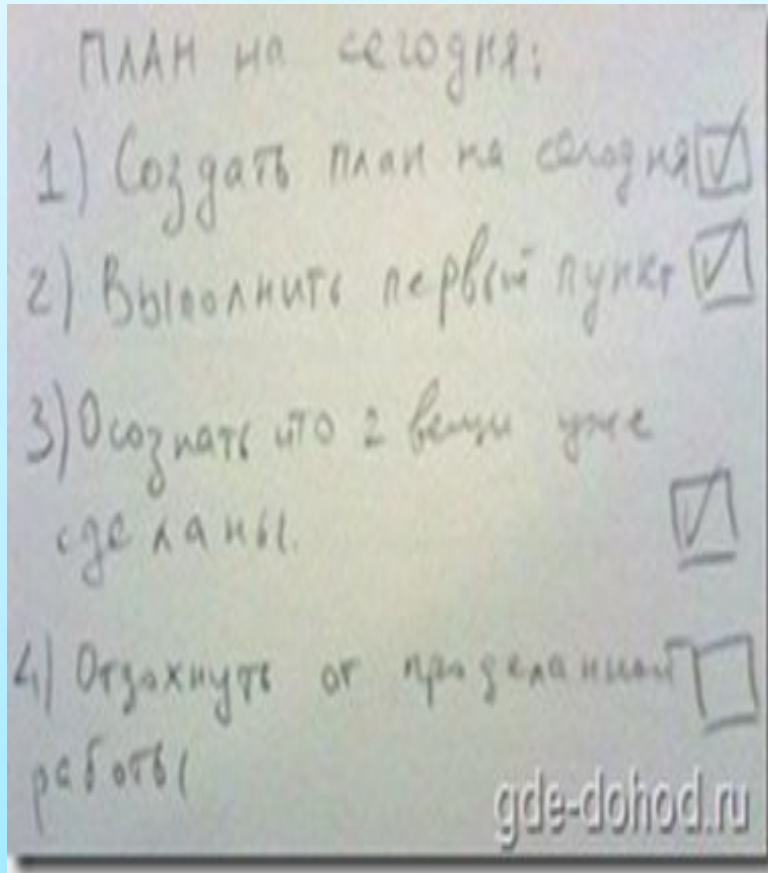 ПЛАН на сегодня:
1) Создать план на сегодня
2) Выполнить первый пункт
3) Осознать что 2 вещи уже
сделаны.
4) Отдохнуть от проделанной
работы
gde-dohod.ru